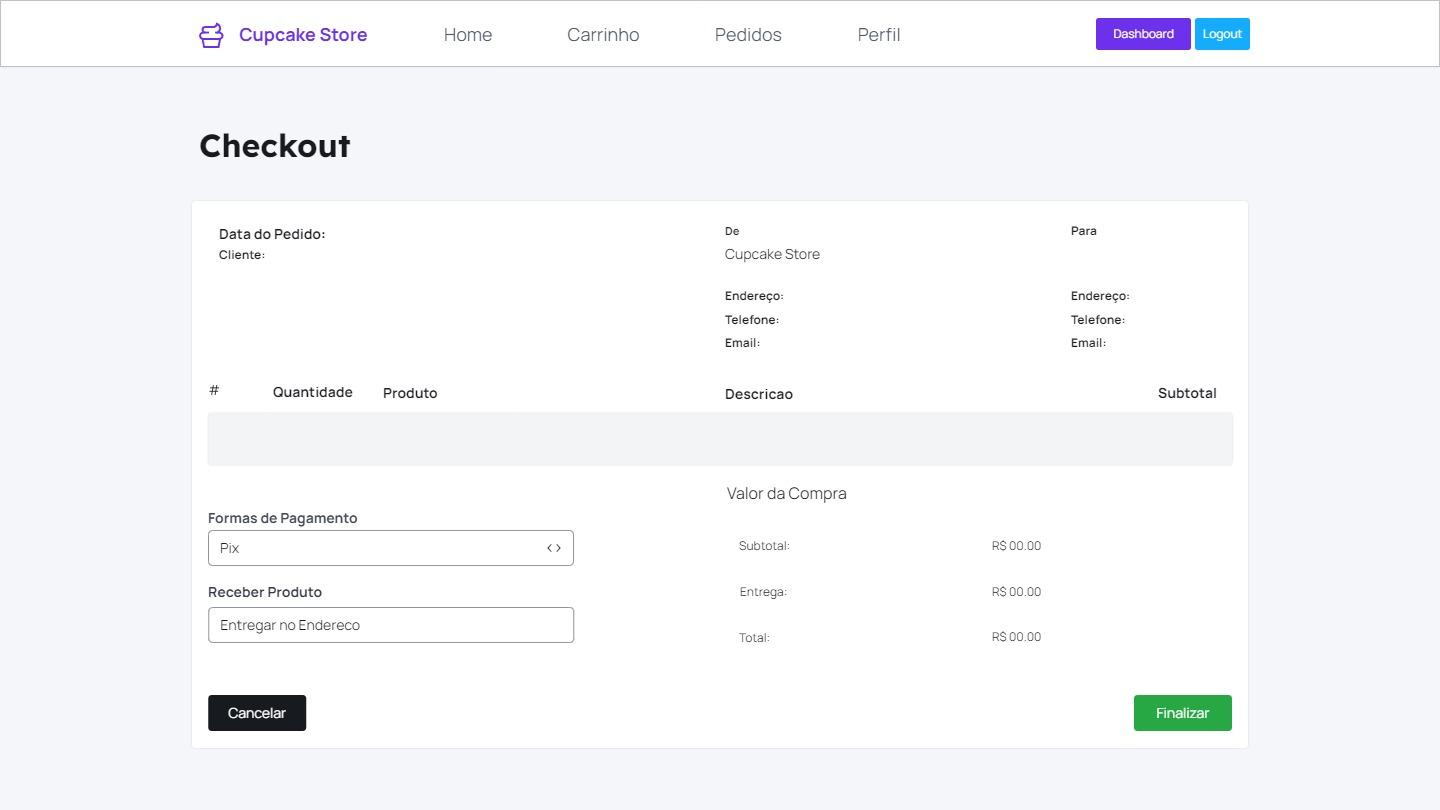 Cupcake Store
Home
Carrinho
Pedidos
Perfil
Dashboard
Logout
Checkout
Data do Pedido:
Cliente:
De
Cupcake Store
Endereço:
Telefone:
Email:
Para
Endereço:
Telefone:
Email:
# Quantidade Produto Descricao Subtotal
Formas de Pagamento
Pix
Receber Produto
Entregar no Endereco
Valor da Compra
Subtotal: R$ 00.00
Entrega: R$ 00.00
Total: R$ 00.00
Cancelar
Finalizar